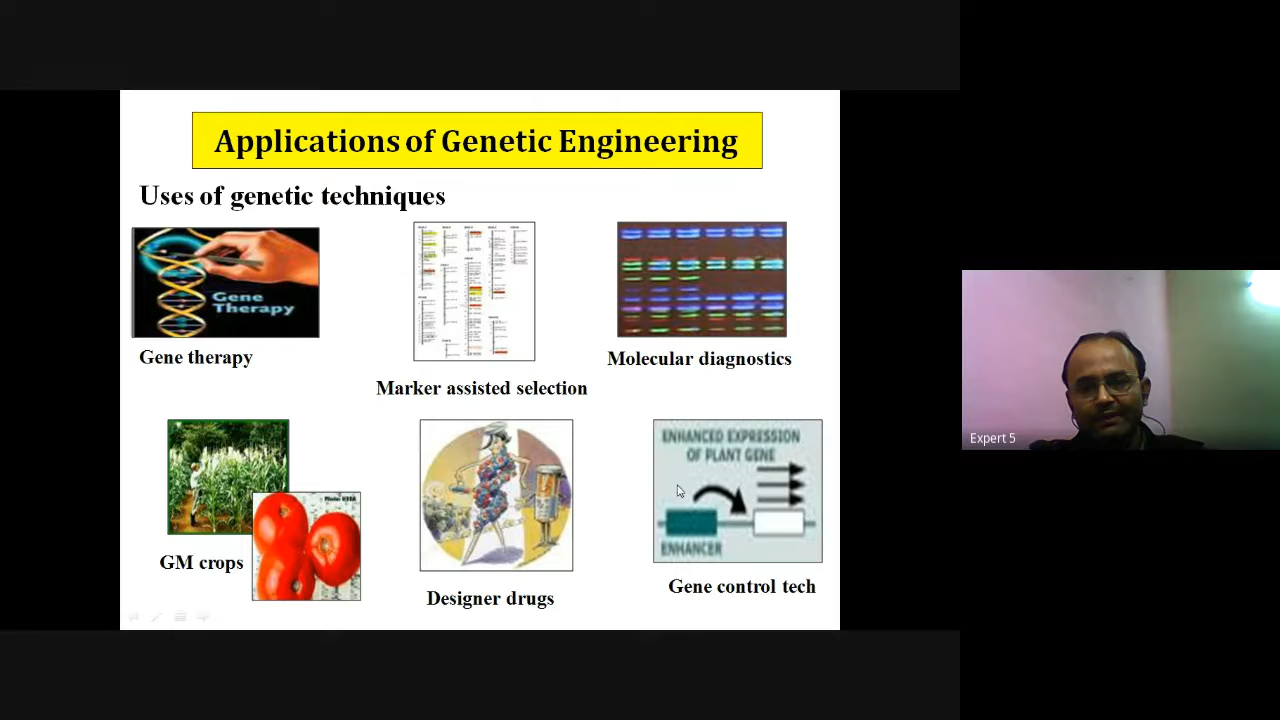 Applications of Genetic Engineering
Uses of genetic techniques
Gene
Therapy
Gene therapy
Marker assisted selection
Molecular diagnostics
GM crops
Designer drugs
ENHANCED EXPRESSION
OF PLANT GENE
ENHANCER
Gene control tech
Expert 5